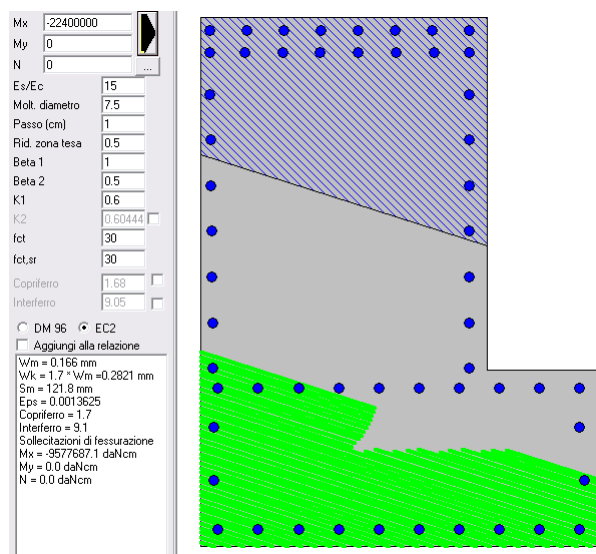 Mx -22400000
My 0
N 0
...
Es/Ec 15
Molt. diametro 7.5
Passo (cm) 1
Rid. zona tesa 0.5
Beta 1 1
Beta 2 0.5
K1 0.6
K2 0.60444
fct 30
fct,sr 30
Copriferro 1.68
Interferro 9.05
DM 96 EC2
Aggiungi alla relazione
Wm = 0.166 mm
Wk = 1.7 * Wm =0.2821 mm
Sm = 121.8 mm
Eps = 0.0013625
Copriferro = 1.7
Interferro = 9.1
Sollecitazioni di fessurazione
Mx = -9577687.1 daNcm
My = 0.0 daNcm
N = 0.0 daNcm